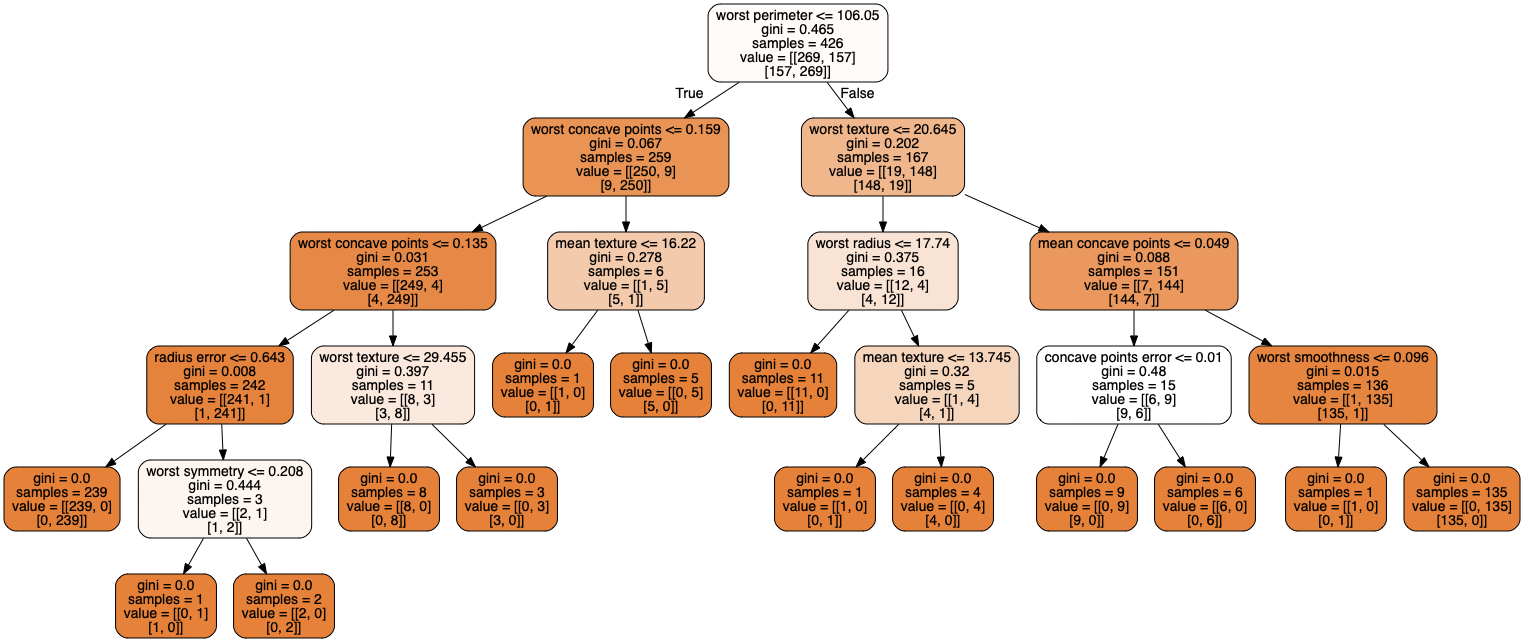 worst perimeter <= 106.05
gini = 0.465
samples = 426
value = [[269, 157]
[157, 269]]
True
False
worst concave points <= 0.159
gini = 0.067
samples = 259
value = [[250, 9]
[9, 250]]
worst texture <= 20.645
gini = 0.202
samples = 167
value = [[19, 148]
[148, 19]]
worst concave points <= 0.135
gini = 0.031
samples = 253
value = [[249, 4]
[4, 249]]
mean texture <= 16.22
gini = 0.278
samples = 6
value = [[1, 5]
[5, 1]]
worst radius <= 17.74
gini = 0.375
samples = 16
value = [[12, 4]
[4, 12]]
mean concave points <= 0.049
gini = 0.088
samples = 151
value = [[7, 144]
[144, 7]]
radius error <= 0.643
gini = 0.008
samples = 242
value = [[241, 1]
[1, 241]]
worst texture <= 29.455
gini = 0.397
samples = 11
value = [[8, 3]
[3, 8]]
gini = 0.0
samples = 1
value = [[1, 0]
[0, 1]]
gini = 0.0
samples = 5
value = [[0, 5]
[5, 0]]
gini = 0.0
samples = 11
value = [[11, 0]
[0, 11]]
mean texture <= 13.745
gini = 0.32
samples = 5
value = [[1, 4]
[4, 1]]
concave points error <= 0.01
gini = 0.48
samples = 15
value = [[6, 9]
[9, 6]]
worst smoothness <= 0.096
gini = 0.015
samples = 136
value = [[1, 135]
[135, 1]]
gini = 0.0
samples = 239
value = [[239, 0]
[0, 239]]
worst symmetry <= 0.208
gini = 0.444
samples = 3
value = [[2, 1]
[1, 2]]
gini = 0.0
samples = 8
value = [[8, 0]
[0, 8]]
gini = 0.0
samples = 3
value = [[0, 3]
[3, 0]]
gini = 0.0
samples = 1
value = [[1, 0]
[0, 1]]
gini = 0.0
samples = 4
value = [[0, 4]
[4, 0]]
gini = 0.0
samples = 9
value = [[0, 9]
[9, 0]]
gini = 0.0
samples = 6
value = [[6, 0]
[0, 6]]
gini = 0.0
samples = 1
value = [[1, 0]
[0, 1]]
gini = 0.0
samples = 135
value = [[0, 135]
[135, 0]]
gini = 0.0
samples = 1
value = [[0, 1]
[1, 0]]
gini = 0.0
samples = 2
value = [[2, 0]
[0, 2]]